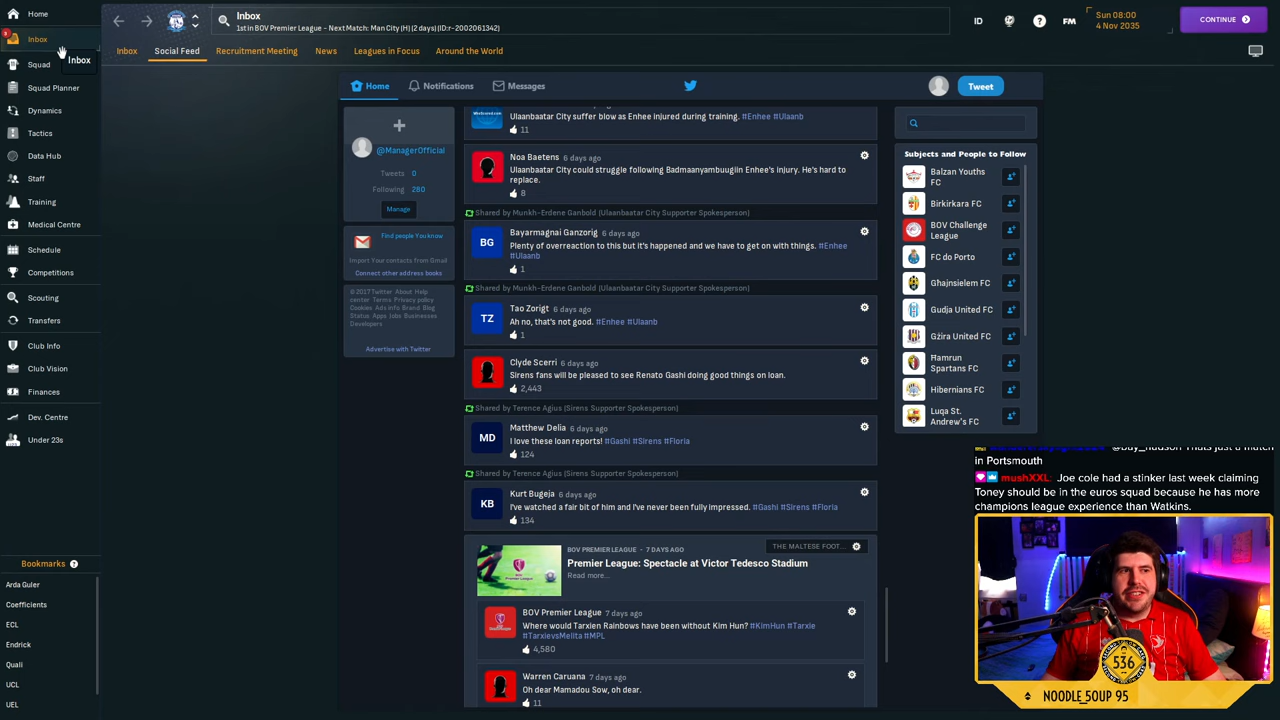 Home
Inbox
1st in BOV Premier League - Next Match: Man City (H) (2 days) (ID:r-2002061342)
ID
FM
Sun 08:00
4 Nov 2035
CONTINUE
3
Inbox
Inbox
Inbox
Social Feed
Recruitment Meeting
News
Leagues in Focus
Around the World
Squad
Squad Planner
Dynamics
Tactics
Data Hub
Staff
Training
Medical Centre
Schedule
Competitions
Scouting
Transfers
Club Info
Club Vision
Finances
Dev. Centre
Under 23s
Bookmarks ?
Arda Guler
Coefficients
ECL
Endrick
Quali
UCL
UEL
Home
Notifications
Messages
Tweet
@ManagerOfficial
Tweets 0
Following 280
Manage
Find people You know
Import Your contacts from Gmail
Connect other address books
© 2017 Twitter About Help
center Terms Privacy policy
Cookies Ads info Brand Blog
Status Apps Jobs Businesses
Developers
Advertise with Twitter
Ulaanbaatar City suffer blow as Enhee injured during training. #Enhee #Ulaanb
11
Noa Baetens 6 days ago
Ulaanbaatar City could struggle following Badmaanyambuugiin Enhee's injury. He's hard to
replace.
8
Shared by Munkh-Erdene Ganbold (Ulaanbaatar City Supporter Spokesperson)
BG
Bayarmagnai Ganzorig 6 days ago
Plenty of overreaction to this but it's happened and we have to get on with things. #Enhee
#Ulaanb
1
Shared by Munkh-Erdene Ganbold (Ulaanbaatar City Supporter Spokesperson)
TZ
Tao Zorigt 6 days ago
Ah no, that's not good. #Enhee #Ulaanb
1
Clyde Scerri 6 days ago
Sirens fans will be pleased to see Renato Gashi doing good things on loan.
2,443
Shared by Terence Agius (Sirens Supporter Spokesperson)
MD
Matthew Delia 6 days ago
I love these loan reports! #Gashi #Sirens #Floria
124
Shared by Terence Agius (Sirens Supporter Spokesperson)
KB
Kurt Bugeja 6 days ago
I've watched a fair bit of him and I've never been fully impressed. #Gashi #Sirens #Floria
134
BOV PREMIER LEAGUE - 7 DAYS AGO
THE MALTESE FOOT...
Premier League: Spectacle at Victor Tedesco Stadium
Read more...
BOV Premier League 7 days ago
Where would Tarxien Rainbows have been without Kim Hun? #KimHun #Tarxie
#TarxievsMelita #MPL
4,580
Warren Caruana 7 days ago
Oh dear Mamadou Sow, oh dear.
11
Subjects and People to Follow
Balzan Youths
FC
Birkirkara FC
BOV Challenge
League
FC do Porto
Għajnsielem FC
Gudja United FC
Gżira United FC
Ħamrun
Spartans FC
Hibernians FC
Luqa St.
Andrew's FC
Thats just a match
in Portsmouth
mushXXL: Joe cole had a stinker last week claiming
Toney should be in the euros squad because he has more
champions league experience than Watkins.
536
NOODLE_SOUP 95